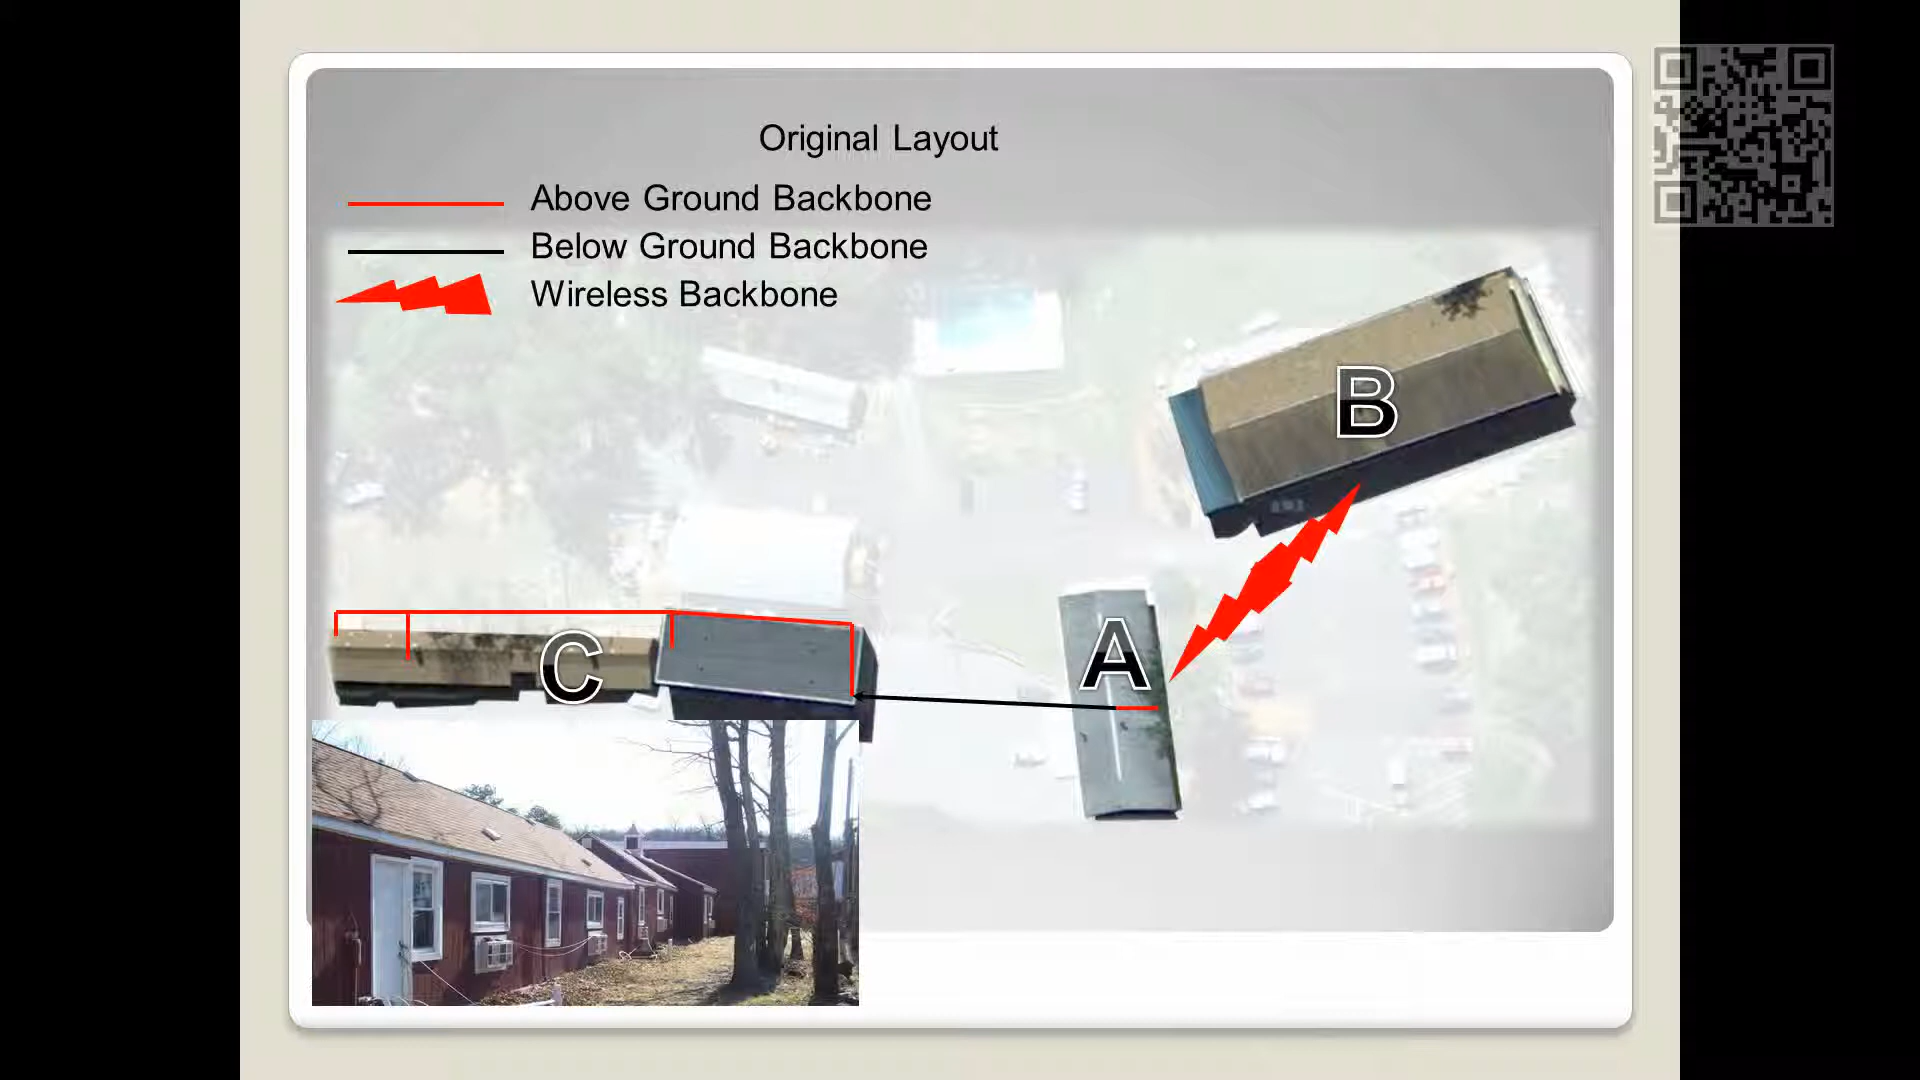 Original Layout
Above Ground Backbone
Below Ground Backbone
Wireless Backbone
B
A
C